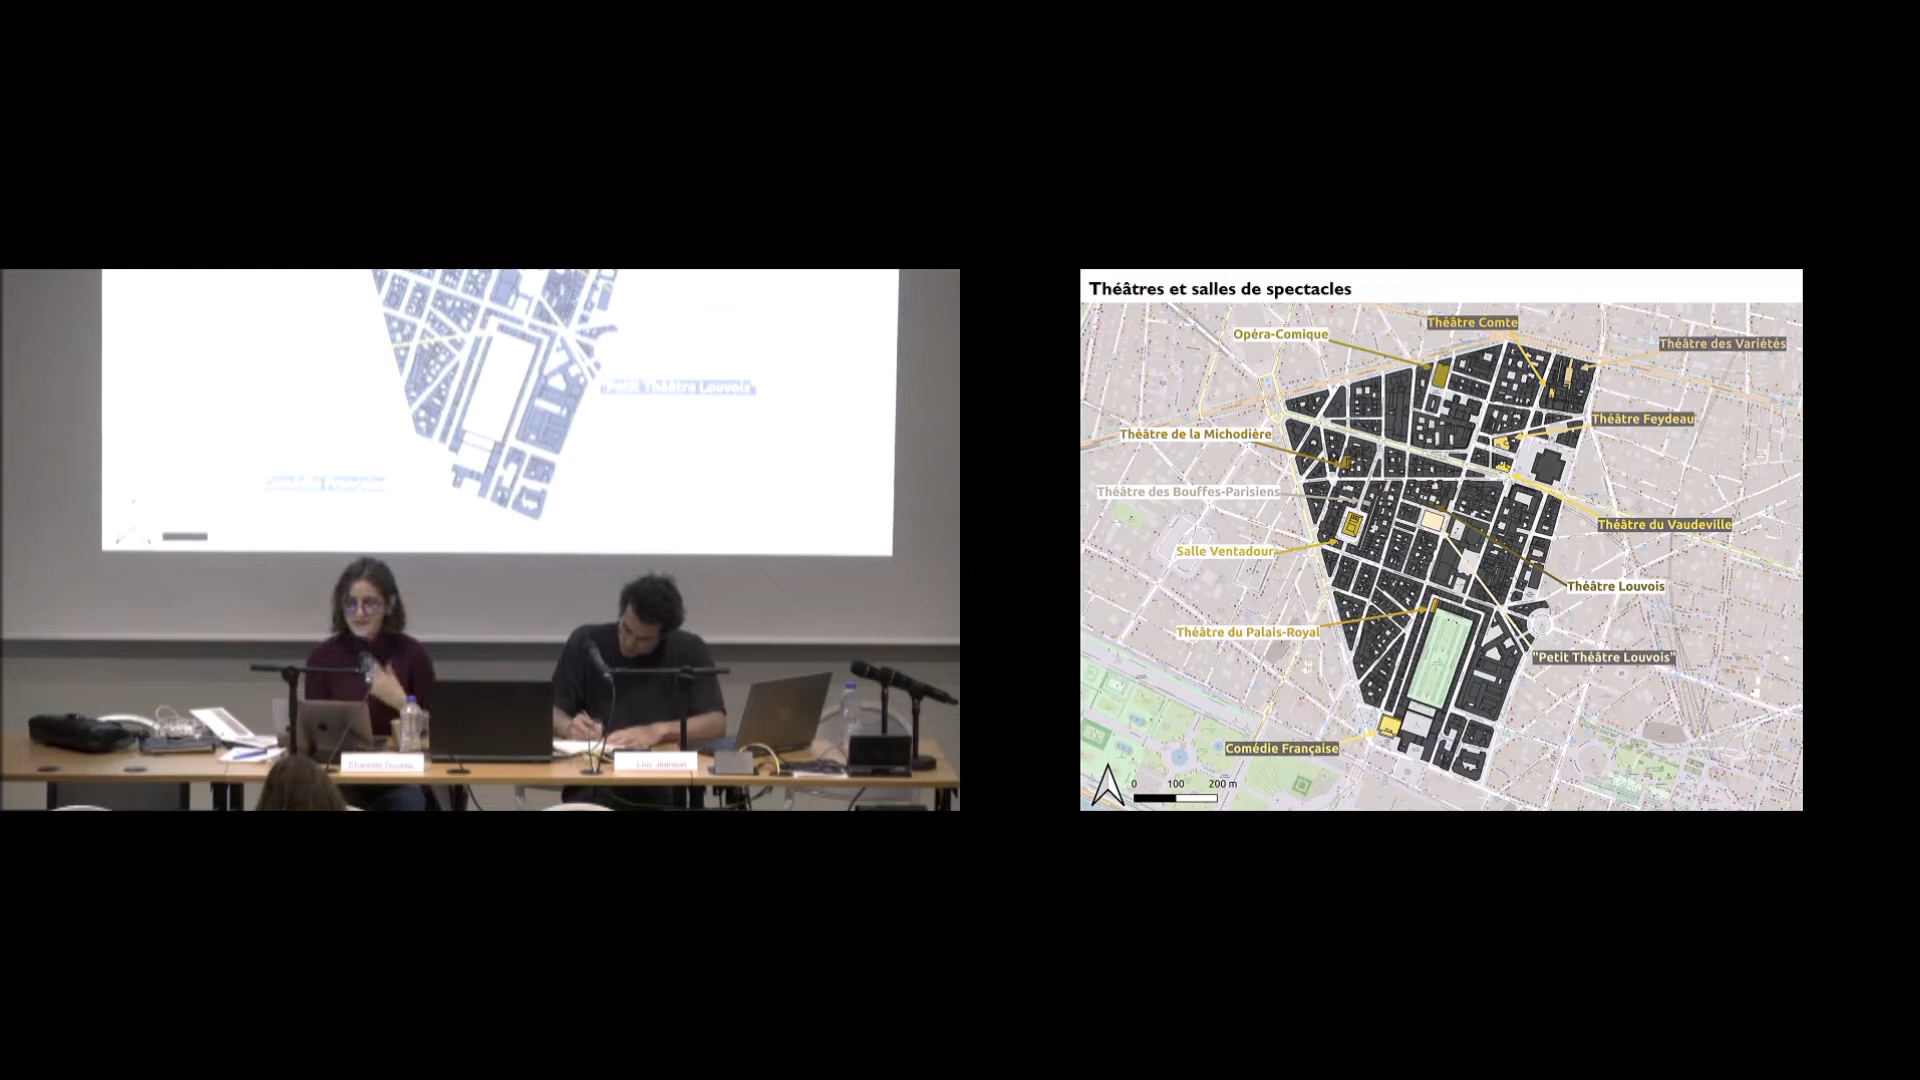 "Petit Théâtre Louvois"
Loïc Jeanson
Théâtres et salles de spectacles
Théâtre Comte
Opéra-Comique
Théâtre des Variétés
Théâtre Feydeau
Théâtre de la Michodière
Théâtre des Bouffes-Parisiens
Théâtre du Vaudeville
Salle Ventadour
Théâtre Louvois
Théâtre du Palais-Royal
"Petit Théâtre Louvois"
Comédie Française
0 100 200 m